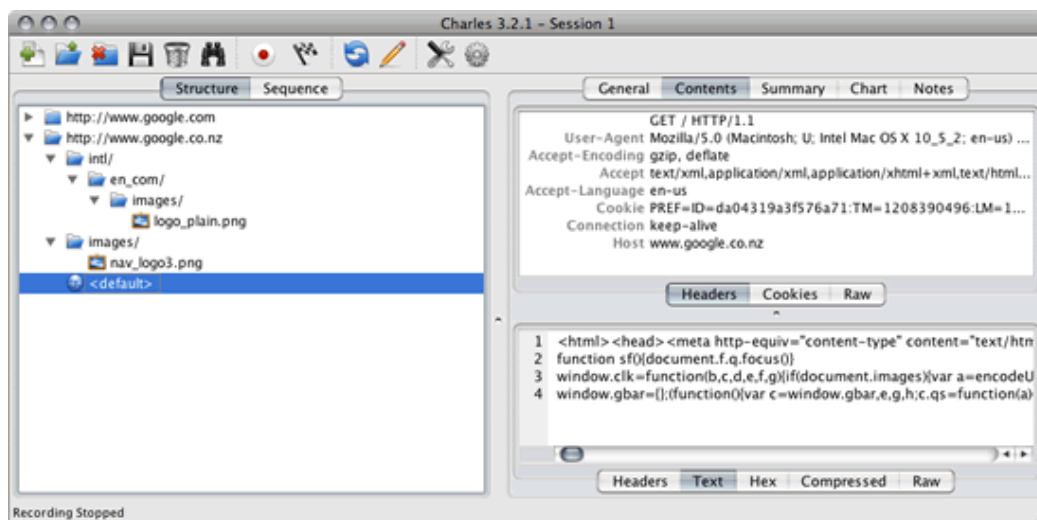 Charles 3.2.1 – Session 1
Structure Sequence
http://www.google.com
http://www.google.co.nz
intl/
en_com/
images/
logo_plain.png
images/
nav_logo3.png
<default>
General Contents Summary Chart Notes
GET / HTTP/1.1
User-Agent Mozilla/5.0 (Macintosh; U; Intel Mac OS X 10_5_2; en-us) ...
Accept-Encoding gzip, deflate
Accept text/xml,application/xml,application/xhtml+xml,text/html...
Accept-Language en-us
Cookie PREF=ID=da04319a3f576a71:TM=1208390496:LM=1...
Connection keep-alive
Host www.google.co.nz
Headers Cookies Raw
1 <html><head><meta http-equiv="content-type" content="text/htm
2 function sf(){document.f.q.focus()}
3 window.clk=function(b,c,d,e,f,g){if(document.images){var a=encodeU
4 window.gbar={};(function(){var c=window.gbar,e,g,h;c.qs=function(a)
Headers Text Hex Compressed Raw
Recording Stopped